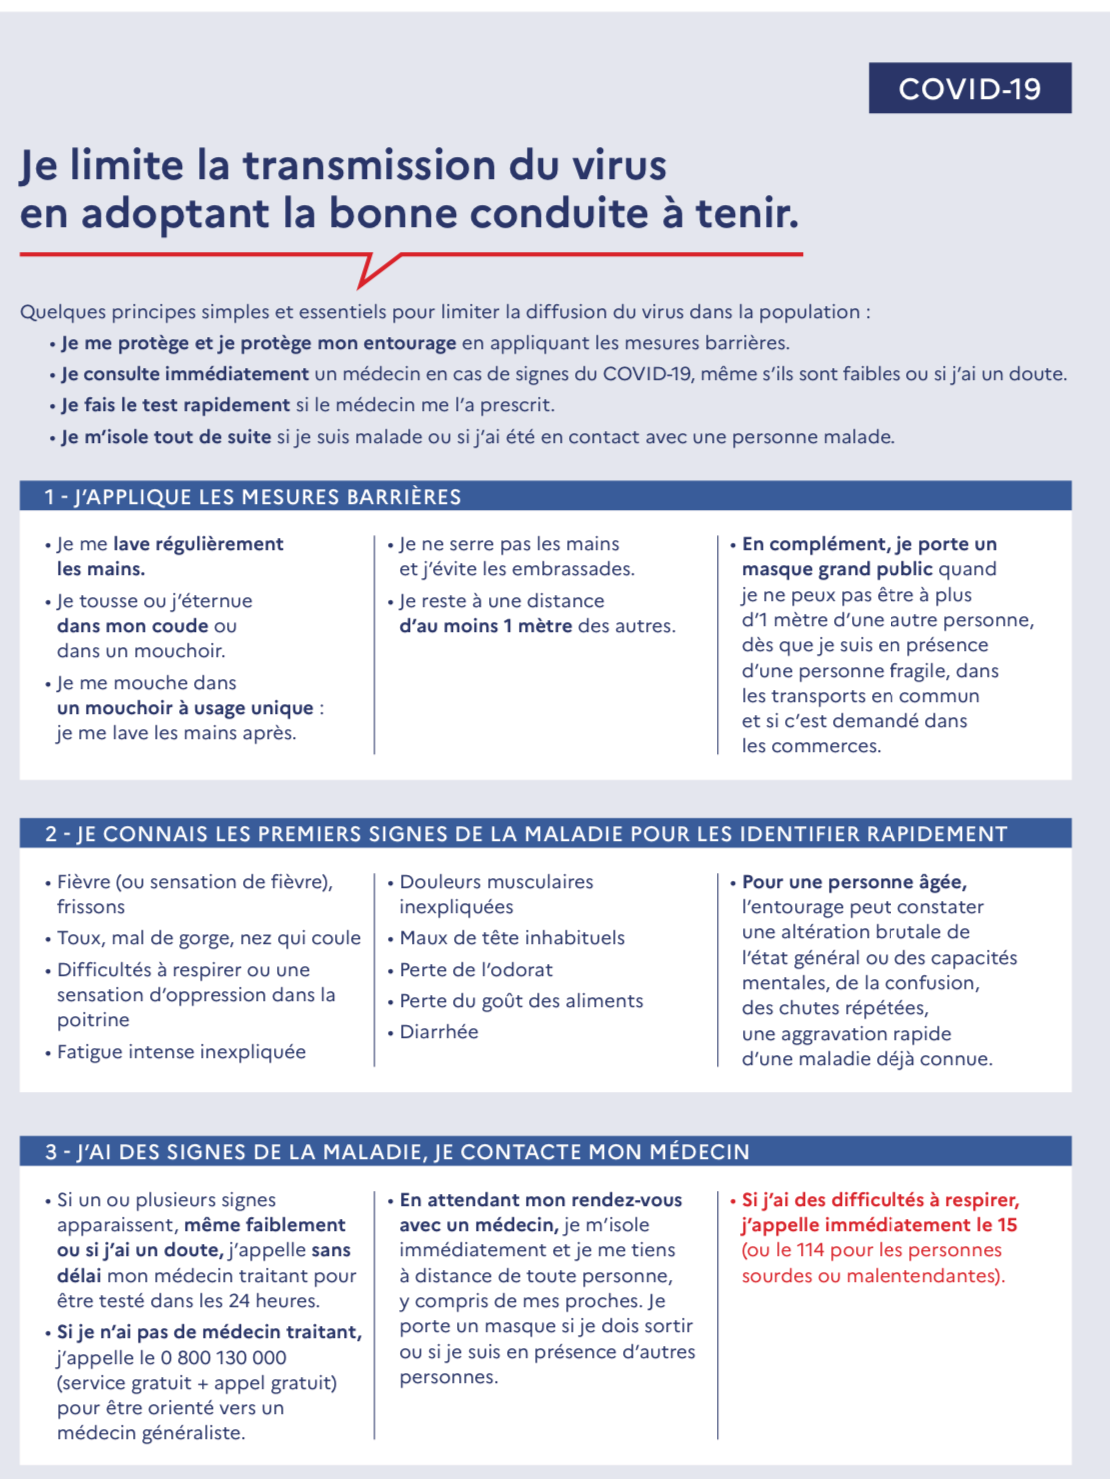 COVID-19
Je limite la transmission du virus
en adoptant la bonne conduite à tenir.
Quelques principes simples et essentiels pour limiter la diffusion du virus dans la population :
• Je me protège et je protège mon entourage en appliquant les mesures barrières.
• Je consulte immédiatement un médecin en cas de signes du COVID-19, même s’ils sont faibles ou si j’ai un doute.
• Je fais le test rapidement si le médecin me l’a prescrit.
• Je m’isole tout de suite si je suis malade ou si j’ai été en contact avec une personne malade.
1 - J’APPLIQUE LES MESURES BARRIÈRES
• Je me lave régulièrement
les mains.
• Je tousse ou j’éternue
dans mon coude ou
dans un mouchoir.
• Je me mouche dans
un mouchoir à usage unique :
je me lave les mains après.
• Je ne serre pas les mains
et j’évite les embrassades.
• Je reste à une distance
d’au moins 1 mètre des autres.
• En complément, je porte un
masque grand public quand
je ne peux pas être à plus
d’1 mètre d’une autre personne,
dès que je suis en présence
d’une personne fragile, dans
les transports en commun
et si c’est demandé dans
les commerces.
2 - JE CONNAIS LES PREMIERS SIGNES DE LA MALADIE POUR LES IDENTIFIER RAPIDEMENT
• Fièvre (ou sensation de fièvre),
frissons
• Toux, mal de gorge, nez qui coule
• Difficultés à respirer ou une
sensation d’oppression dans la
poitrine
• Fatigue intense inexpliquée
• Douleurs musculaires
inexpliquées
• Maux de tête inhabituels
• Perte de l’odorat
• Perte du goût des aliments
• Diarrhée
• Pour une personne âgée,
l’entourage peut constater
une altération brutale de
l’état général ou des capacités
mentales, de la confusion,
des chutes répétées,
une aggravation rapide
d’une maladie déjà connue.
3 - J’AI DES SIGNES DE LA MALADIE, JE CONTACTE MON MÉDECIN
• Si un ou plusieurs signes
apparaissent, même faiblement
ou si j’ai un doute, j’appelle sans
délai mon médecin traitant pour
être testé dans les 24 heures.
• Si je n’ai pas de médecin traitant,
j’appelle le 0 800 130 000
(service gratuit + appel gratuit)
pour être orienté vers un
médecin généraliste.
• En attendant mon rendez-vous
avec un médecin, je m’isole
immédiatement et je me tiens
à distance de toute personne,
y compris de mes proches. Je
porte un masque si je dois sortir
ou si je suis en présence d’autres
personnes.
• Si j’ai des difficultés à respirer,
j’appelle immédiatement le 15
(ou le 114 pour les personnes
sourdes ou malentendantes).